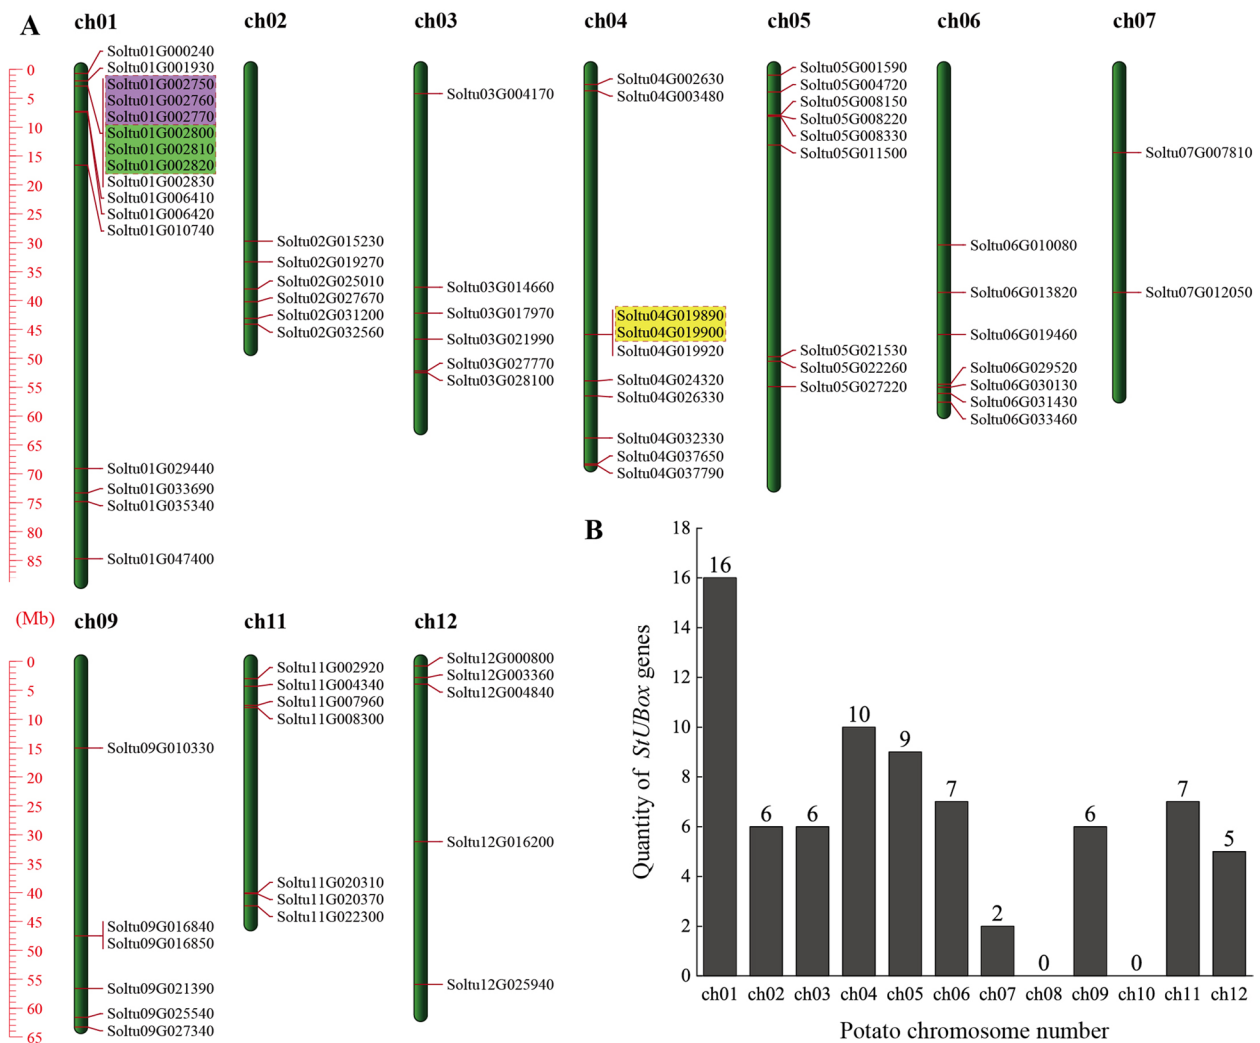 A
ch01
ch02
ch03
ch04
ch05
ch06
ch07
0
5
10
15
20
25
30
35
40
45
50
55
60
65
70
75
80
85
(Mb)
Soltu01G000240
Soltu01G001930
Soltu01G002750
Soltu01G002760
Soltu01G002770
Soltu01G002800
Soltu01G002810
Soltu01G002820
Soltu01G002830
Soltu01G006410
Soltu01G006420
Soltu01G010740
Soltu01G029440
Soltu01G033690
Soltu01G035340
Soltu01G047400
Soltu02G015230
Soltu02G019270
Soltu02G025010
Soltu02G027670
Soltu02G031200
Soltu02G032560
Soltu03G004170
Soltu03G014660
Soltu03G017970
Soltu03G021990
Soltu03G027770
Soltu03G028100
Soltu04G002630
Soltu04G003480
Soltu04G019890
Soltu04G019900
Soltu04G019920
Soltu04G024320
Soltu04G026330
Soltu04G032330
Soltu04G037650
Soltu04G037790
Soltu05G001590
Soltu05G004720
Soltu05G008150
Soltu05G008220
Soltu05G008330
Soltu05G011500
Soltu05G021530
Soltu05G022260
Soltu05G027220
Soltu06G010080
Soltu06G013820
Soltu06G019460
Soltu06G029520
Soltu06G030130
Soltu06G031430
Soltu06G033460
Soltu07G007810
Soltu07G012050
ch09
ch11
ch12
0
5
10
15
20
25
30
35
40
45
50
55
60
65
Soltu09G010330
Soltu09G016840
Soltu09G016850
Soltu09G021390
Soltu09G025540
Soltu09G027340
Soltu11G002920
Soltu11G004340
Soltu11G007960
Soltu11G008300
Soltu11G020310
Soltu11G020370
Soltu11G022300
Soltu12G000800
Soltu12G003360
Soltu12G004840
Soltu12G016200
Soltu12G025940
B
Quantity of StUBox genes
18
16
14
12
10
8
6
4
2
0
16
6
6
10
9
7
2
0
6
0
7
5
ch01 ch02 ch03 ch04 ch05 ch06 ch07 ch08 ch09 ch10 ch11 ch12
Potato chromosome number